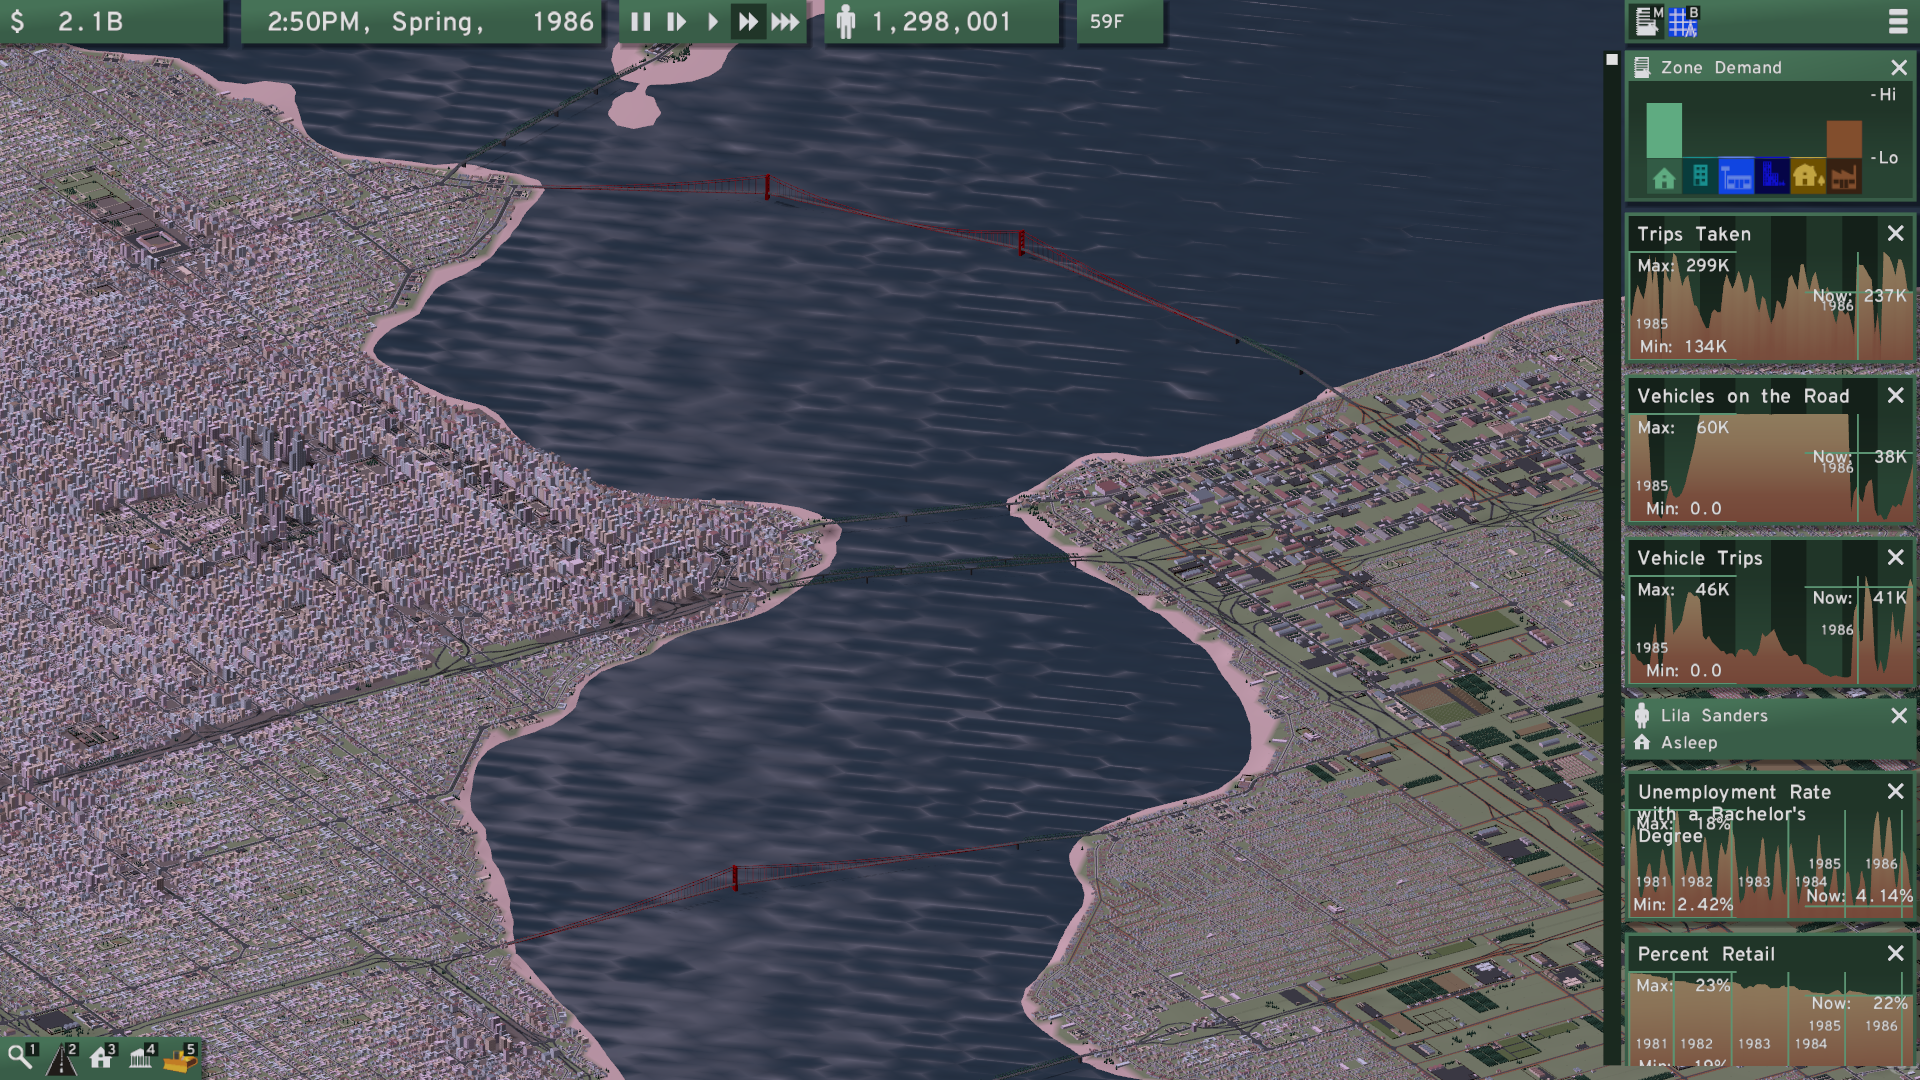 $ 2.1B
2:50PM, Spring, 1986
1,298,001
59F
M
B
Zone Demand
-Hi
-Lo
Trips Taken
Max: 299K
Now: 237K
1986
1985
Min: 134K
Vehicles on the Road
Max: 60K
Now: 38K
1986
1985
Min: 0.0
Vehicle Trips
Max: 46K
Now: 41K
1986
1985
Min: 0.0
Lila Sanders
Asleep
Unemployment Rate
with a Bachelor's
Degree
Max: 18%
1985 1986
1981 1982 1983 1984
Now: 4.14%
Min: 2.42%
Percent Retail
Max: 23%
Now: 22%
1985 1986
1981 1982 1983 1984
Min: 19%
1 2 3 4 5